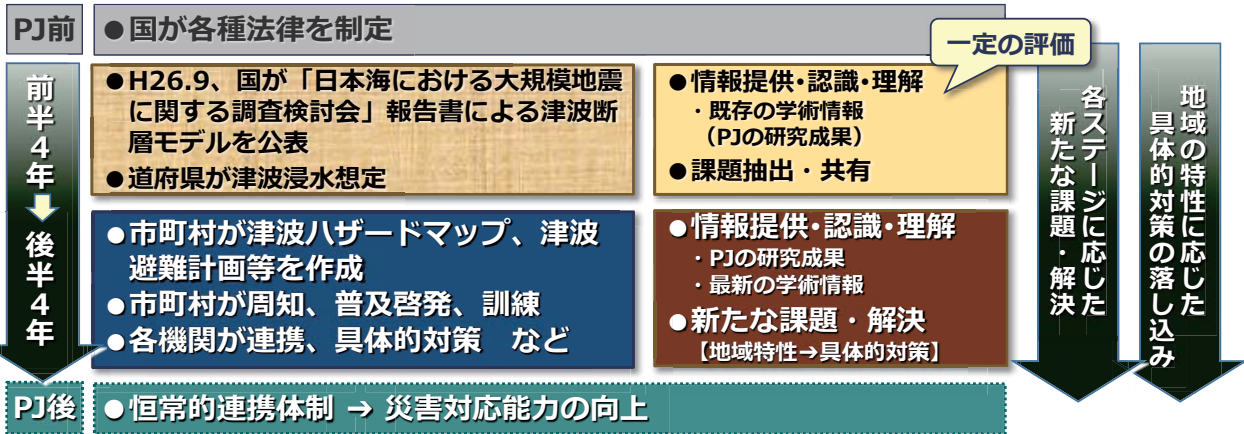 PJ前
●国が各種法律を制定
一定の評価
前半4年
●H26.9、国が「日本海における大規模地震
に関する調査検討会」報告書による津波断
層モデルを公表
●道府県が津波浸水想定
●情報提供・認識・理解
・既存の学術情報
（PJの研究成果）
●課題抽出・共有
後半4年
●市町村が津波ハザードマップ、津波
避難計画等を作成
●市町村が周知、普及啓発、訓練
●各機関が連携、具体的対策　など
●情報提供・認識・理解
・PJの研究成果
・最新の学術情報
●新たな課題・解決
【地域特性→具体的対策】
各ステージに応じた
新たな課題・解決
地域の特性に応じた
具体的対策の落し込み
PJ後
●恒常的連携体制 → 災害対応能力の向上